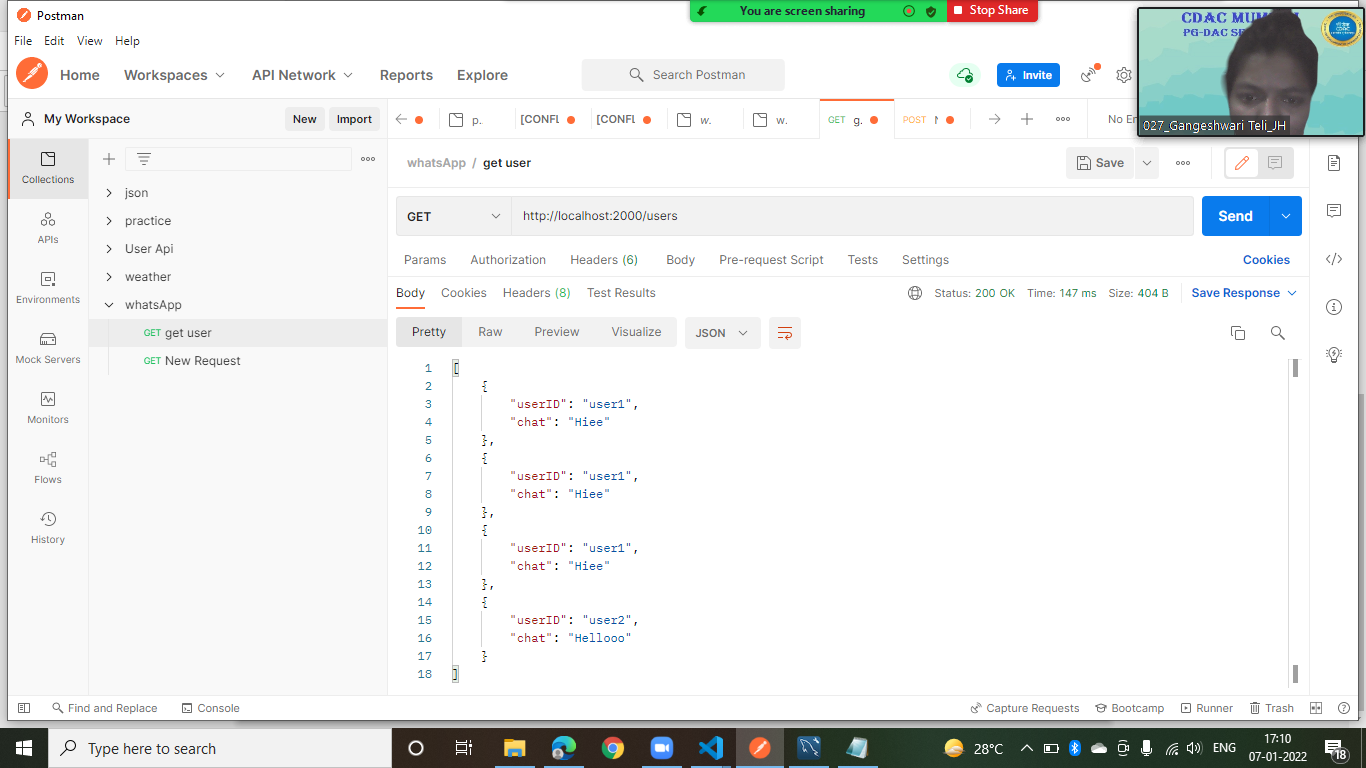 Postman
You are screen sharing
Stop Share
File Edit View Help
Home Workspaces API Network Reports Explore
Search Postman
Invite
CDAC MUM
PG-DAC
027_Gangeshwari Teli_JH
My Workspace
New Import
p.
[CONFL
[CONFL
w.
w.
GET g.
POST
No
Collections
APIs
Environments
Mock Servers
Monitors
Flows
History
json
practice
User Api
weather
whatsApp
GET get user
GET New Request
whatsApp / get user
Save
GET http://localhost:2000/users
Send
Params Authorization Headers (6) Body Pre-request Script Tests Settings Cookies
Body Cookies Headers (8) Test Results
Status: 200 OK Time: 147 ms Size: 404 B Save Response
Pretty Raw Preview Visualize JSON
1 [
2 {
3 "userID": "user1",
4 "chat": "Hiee"
5 },
6 {
7 "userID": "user1",
8 "chat": "Hiee"
9 },
10 {
11 "userID": "user1",
12 "chat": "Hiee"
13 },
14 {
15 "userID": "user2",
16 "chat": "Hellooo"
17 }
18 ]
Find and Replace Console
Capture Requests Bootcamp Runner Trash
Type here to search
28°C
ENG
17:10
07-01-2022
18